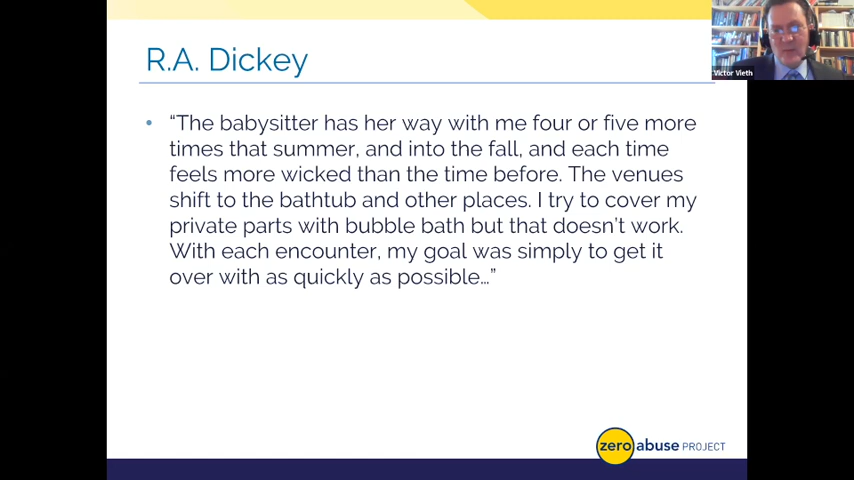 R.A. Dickey
Victor Vieth
• “The babysitter has her way with me four or five more
times that summer, and into the fall, and each time
feels more wicked than the time before. The venues
shift to the bathtub and other places. I try to cover my
private parts with bubble bath but that doesn’t work.
With each encounter, my goal was simply to get it
over with as quickly as possible…”
zero abuse PROJECT